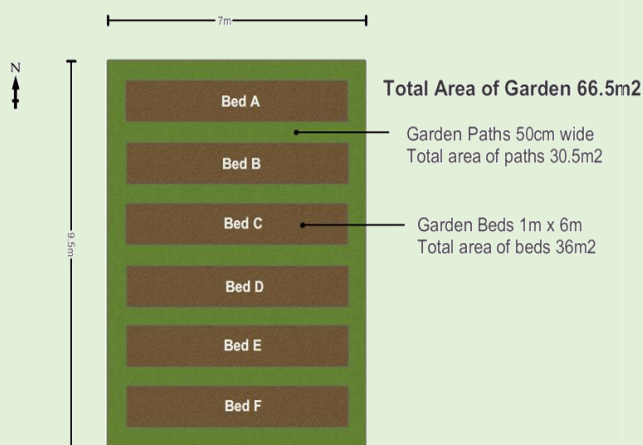 7m
N
Total Area of Garden 66.5m2
Bed A
Garden Paths 50cm wide
Total area of paths 30.5m2
Bed B
Bed C
Garden Beds 1m x 6m
Total area of beds 36m2
9.5m
Bed D
Bed E
Bed F